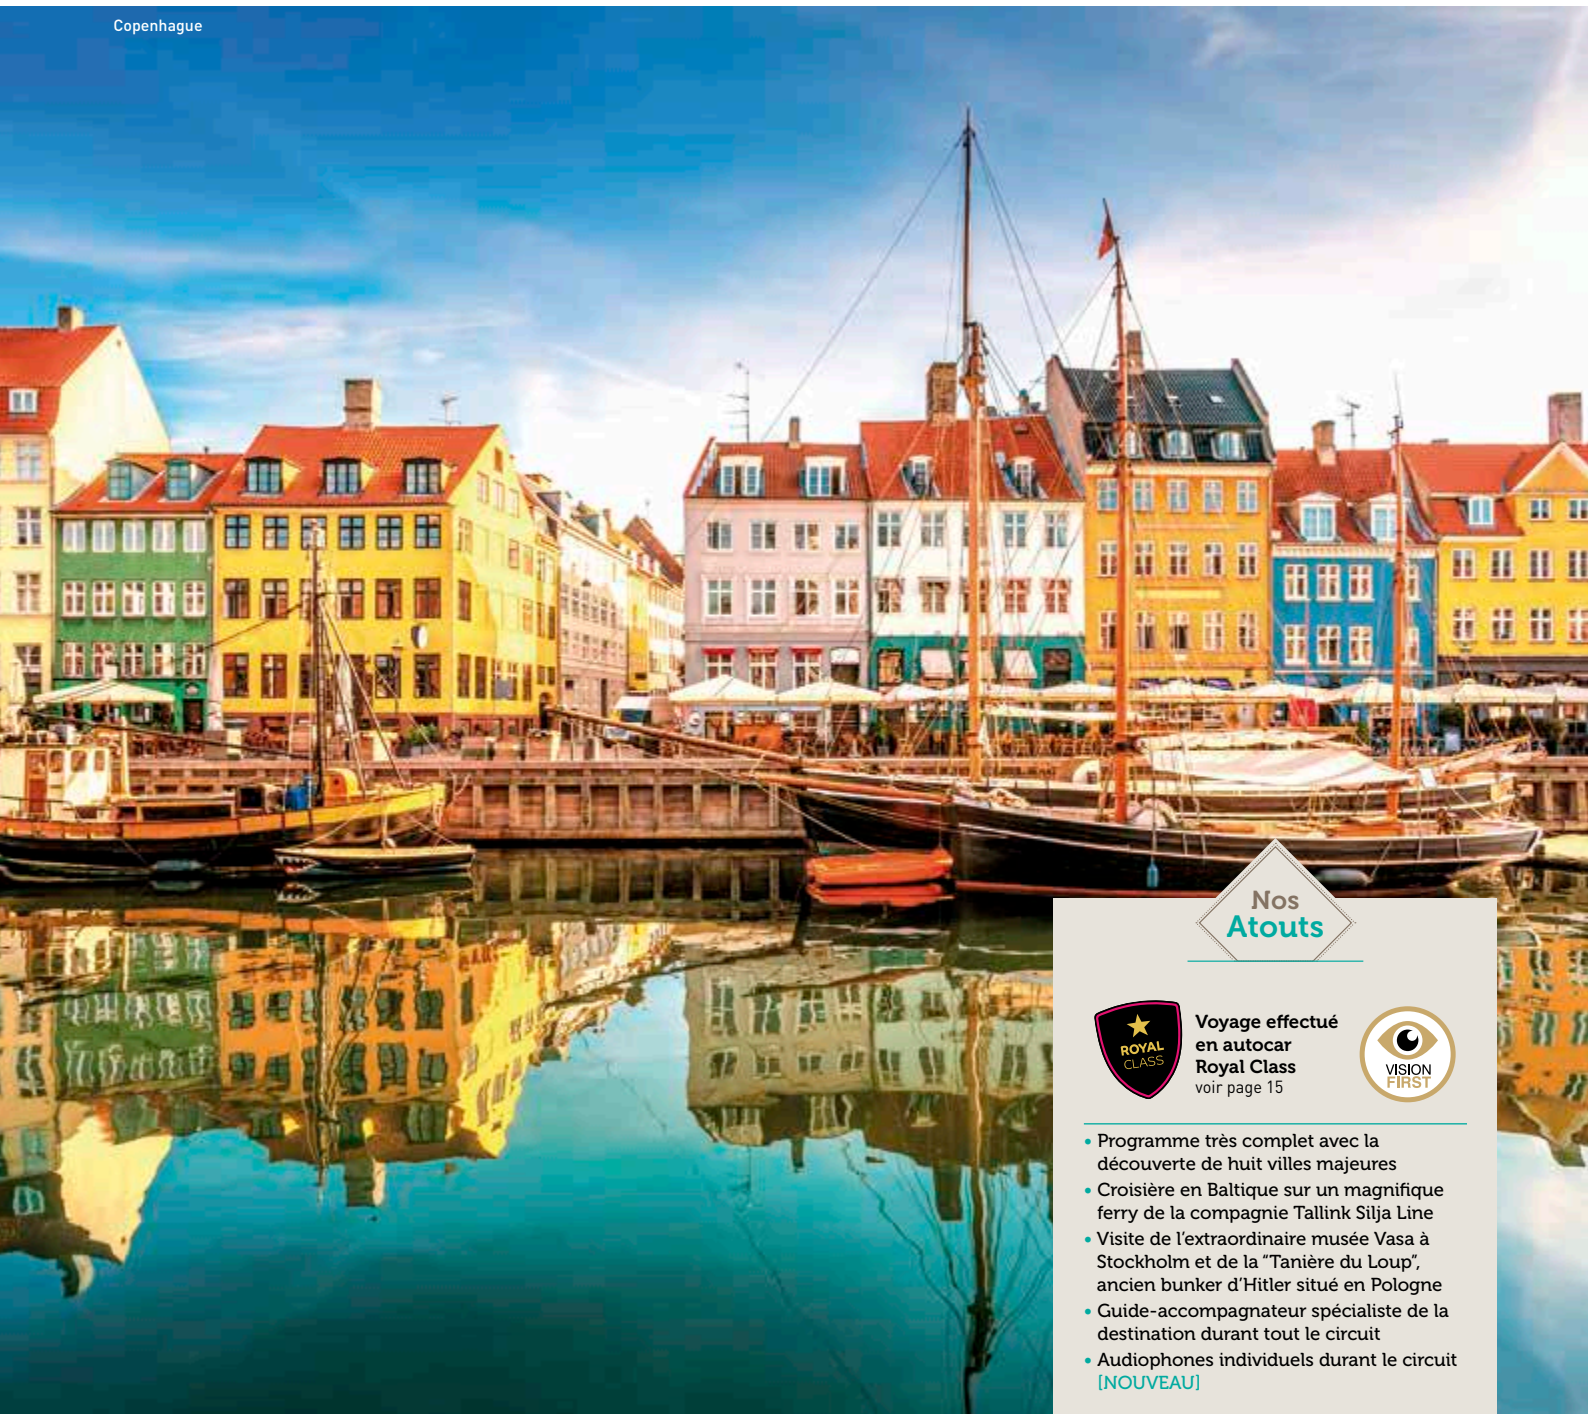 Copenhague
Nos
Atouts
ROYAL
CLASS
Voyage effectué
en autocar
Royal Class
voir page 15
VISION
FIRST
• Programme très complet avec la
découverte de huit villes majeures
• Croisière en Baltique sur un magnifique
ferry de la compagnie Tallink Silja Line
• Visite de l’extraordinaire musée Vasa à
Stockholm et de la “Tanière du Loup”,
ancien bunker d’Hitler situé en Pologne
• Guide-accompagnateur spécialiste de la
destination durant tout le circuit
• Audiophones individuels durant le circuit
[NOUVEAU]